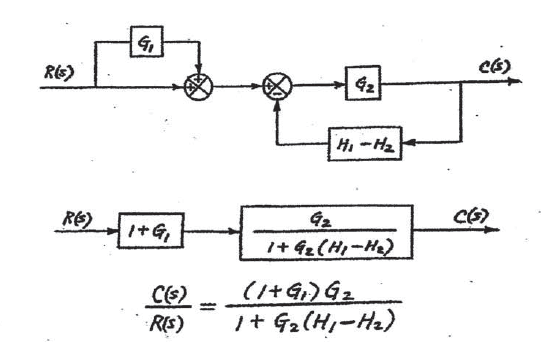 G₁
R(s) + + + − G₂ C(s)
H₁ − H₂
R(s) 1+G₁ G₂ / 1+G₂(H₁−H₂) C(s)
C(s)/R(s) = (1+G₁)G₂ / 1+G₂(H₁−H₂)